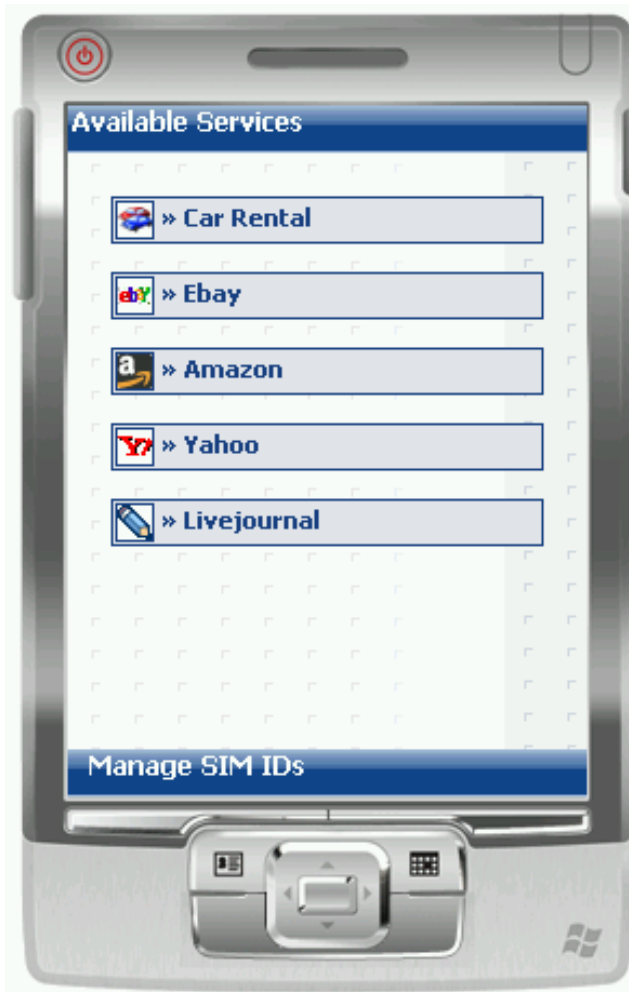 Available Services
» Car Rental
ebY » Ebay
a » Amazon
Y! » Yahoo
» Livejournal
Manage SIM IDs